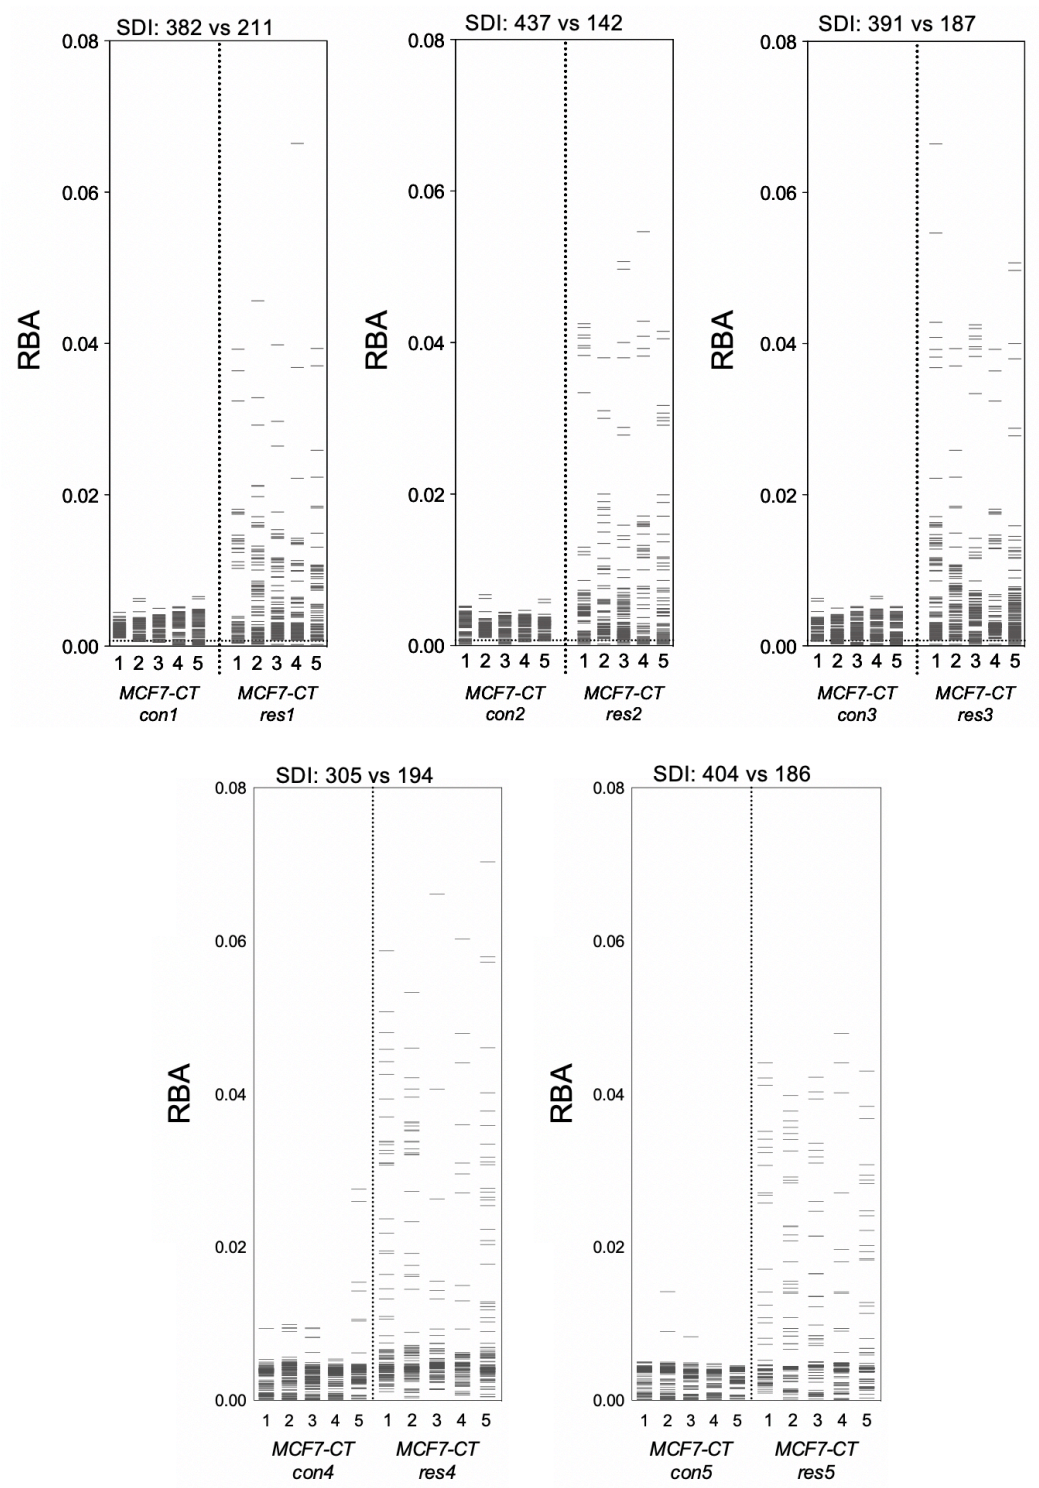 SDI: 382 vs 211
0.08
0.06
0.04
0.02
0.00
RBA
1 2 3 4 5 1 2 3 4 5
MCF7-CT MCF7-CT
con1 res1
SDI: 437 vs 142
0.08
0.06
0.04
0.02
0.00
RBA
1 2 3 4 5 1 2 3 4 5
MCF7-CT MCF7-CT
con2 res2
SDI: 391 vs 187
0.08
0.06
0.04
0.02
0.00
RBA
1 2 3 4 5 1 2 3 4 5
MCF7-CT MCF7-CT
con3 res3
SDI: 305 vs 194
0.08
0.06
0.04
0.02
0.00
RBA
1 2 3 4 5 1 2 3 4 5
MCF7-CT MCF7-CT
con4 res4
SDI: 404 vs 186
0.08
0.06
0.04
0.02
0.00
RBA
1 2 3 4 5 1 2 3 4 5
MCF7-CT MCF7-CT
con5 res5